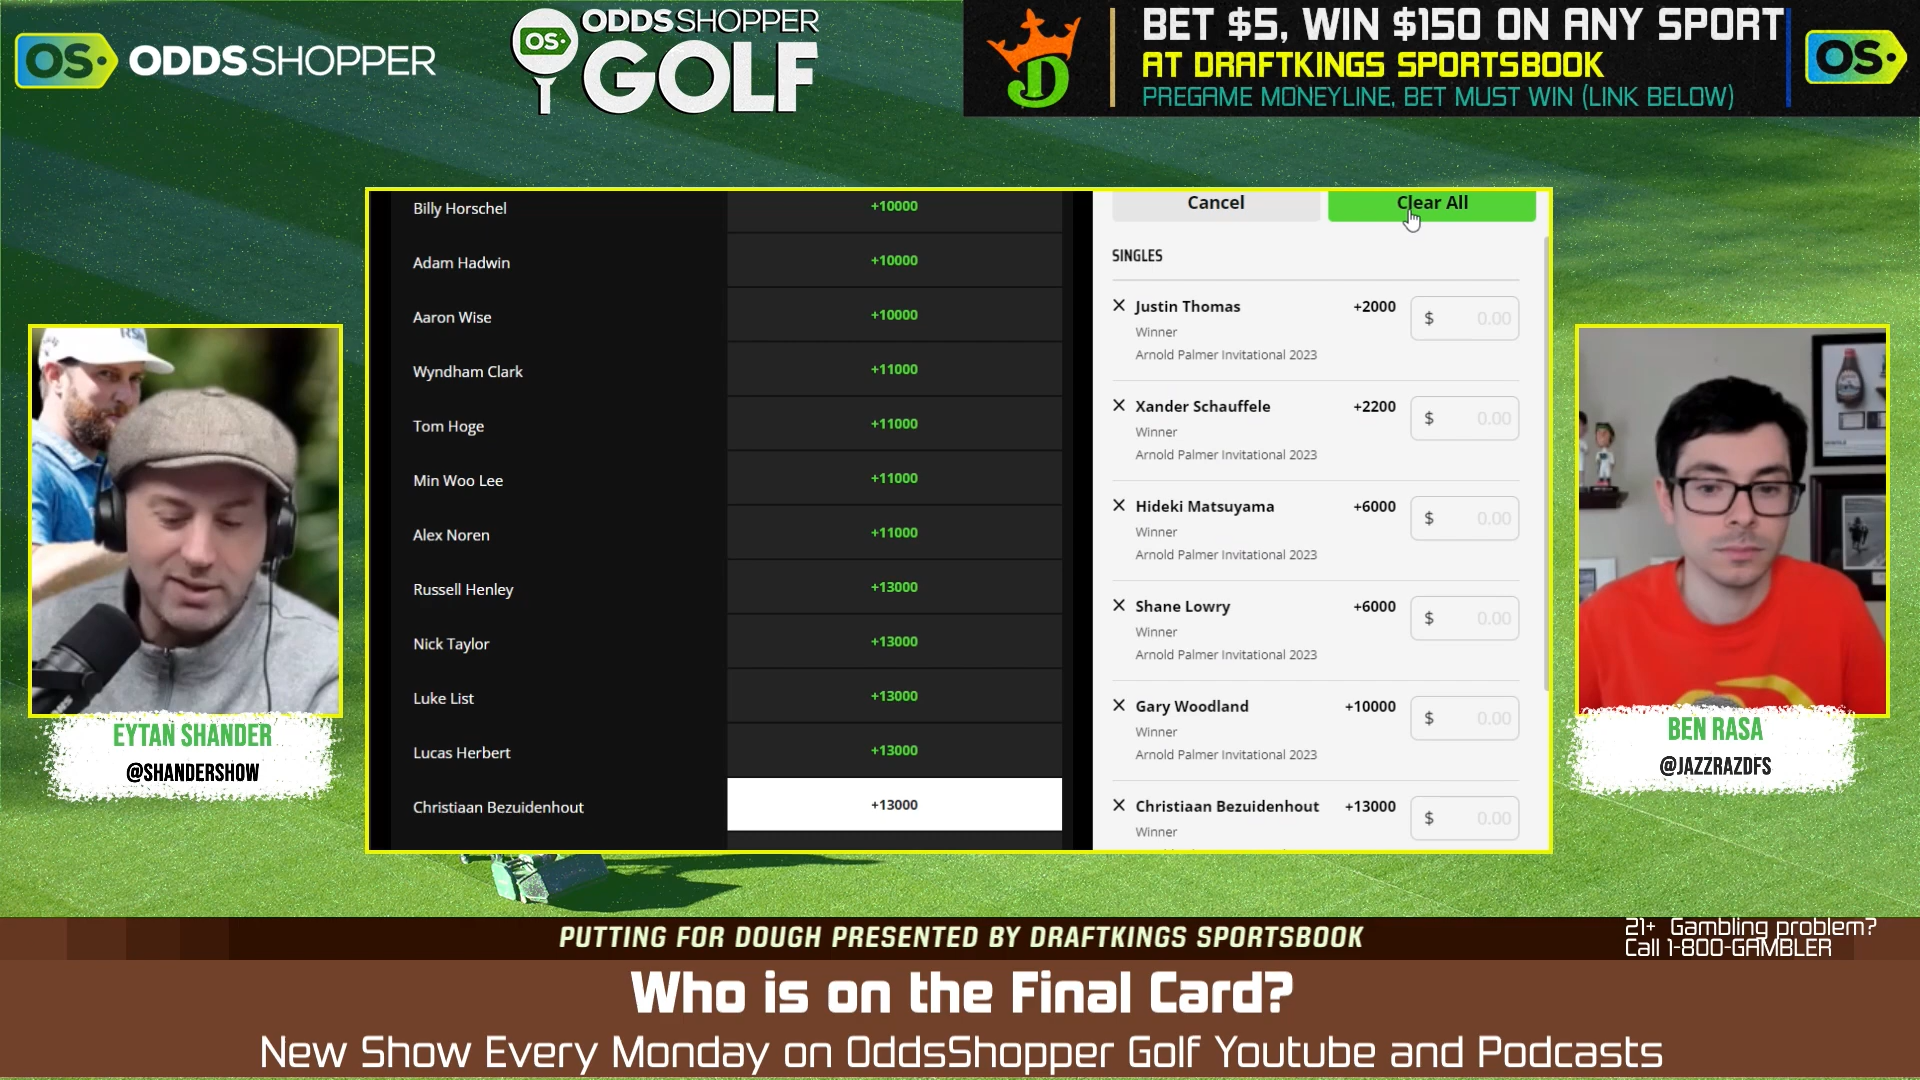 OS.
ODDSSHOPPER
OS.
ODDSSHOPPER
GOLF
BET $5, WIN $150 ON ANY SPORT
AT DRAFTKINGS SPORTSBOOK
PREGAME MONEYLINE, BET MUST WIN (LINK BELOW)
OS.
Billy Horschel +10000
Adam Hadwin +10000
Aaron Wise +10000
Wyndham Clark +11000
Tom Hoge +11000
Min Woo Lee +11000
Alex Noren +11000
Russell Henley +13000
Nick Taylor +13000
Luke List +13000
Lucas Herbert +13000
Christiaan Bezuidenhout +13000
Cancel Clear All
SINGLES
Justin Thomas +2000 $ 0.00
Winner
Arnold Palmer Invitational 2023
Xander Schauffele +2200 $ 0.00
Winner
Arnold Palmer Invitational 2023
Hideki Matsuyama +6000 $ 0.00
Winner
Arnold Palmer Invitational 2023
Shane Lowry +6000 $ 0.00
Winner
Arnold Palmer Invitational 2023
Gary Woodland +10000 $ 0.00
Winner
Arnold Palmer Invitational 2023
Christiaan Bezuidenhout +13000 $ 0.00
Winner
EYTAN SHANDER
@SHANDERSHOW
BEN RASA
@JAZZRAZDFS
PUTTING FOR DOUGH PRESENTED BY DRAFTKINGS SPORTSBOOK
21+ Gambling problem?
Call 1-800-GAMBLER
Who is on the Final Card?
New Show Every Monday on OddsShopper Golf Youtube and Podcasts